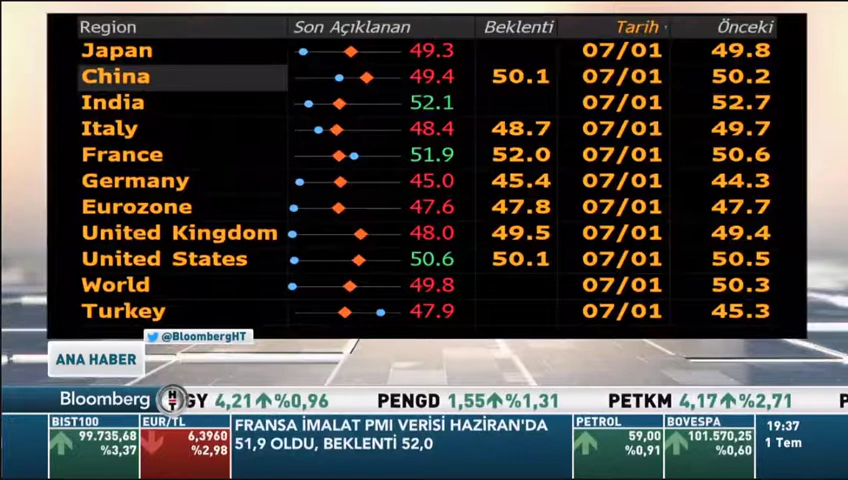 Region Son Açıklanan Beklenti Tarih Önceki
Japan 49.3 07/01 49.8
China 49.4 50.1 07/01 50.2
India 52.1 07/01 52.7
Italy 48.4 48.7 07/01 49.7
France 51.9 52.0 07/01 50.6
Germany 45.0 45.4 07/01 44.3
Eurozone 47.6 47.8 07/01 47.7
United Kingdom 48.0 49.5 07/01 49.4
United States 50.6 50.1 07/01 50.5
World 49.8 07/01 50.3
Turkey 47.9 07/01 45.3
@BloombergHT
ANA HABER
Bloomberg HT GY 4,21 %0,96 PENGD 1,55 %1,31 PETKM 4,17 %2,71 P
BIST100
99.735,68
%3,37
EUR/TL
6,3960
%2,98
FRANSA İMALAT PMI VERİSİ HAZİRAN'DA
51,9 OLDU, BEKLENTİ 52,0
PETROL
59,00
%0,91
BOVESPA
101.570,25
%0,60
19:37
1 Tem